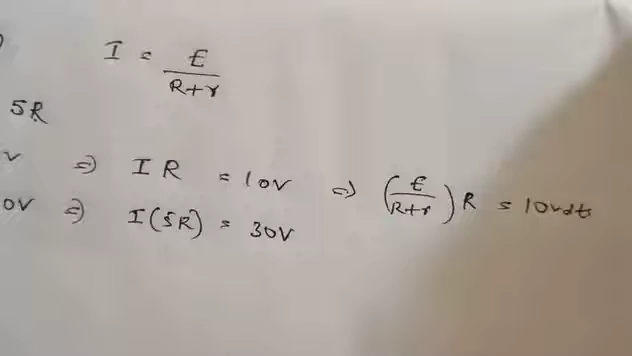 I = E / (R+r)
5R
V ⇒ IR = 10V ⇒ (E / (R+r)) R = 10volts
0V ⇒ I(5R) = 30V